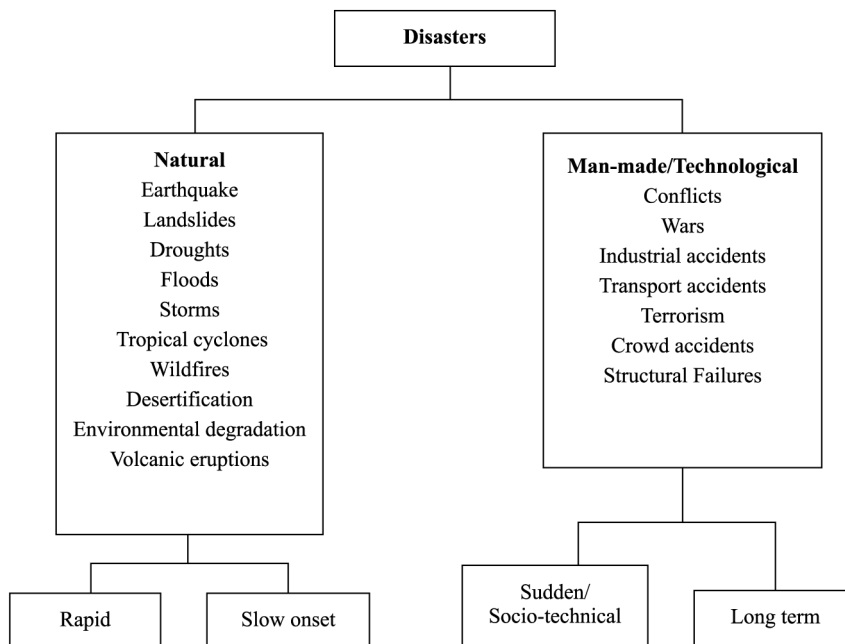 Disasters
Natural
Earthquake
Landslides
Droughts
Floods
Storms
Tropical cyclones
Wildfires
Desertification
Environmental degradation
Volcanic eruptions
Man-made/Technological
Conflicts
Wars
Industrial accidents
Transport accidents
Terrorism
Crowd accidents
Structural Failures
Rapid
Slow onset
Sudden/
Socio-technical
Long term